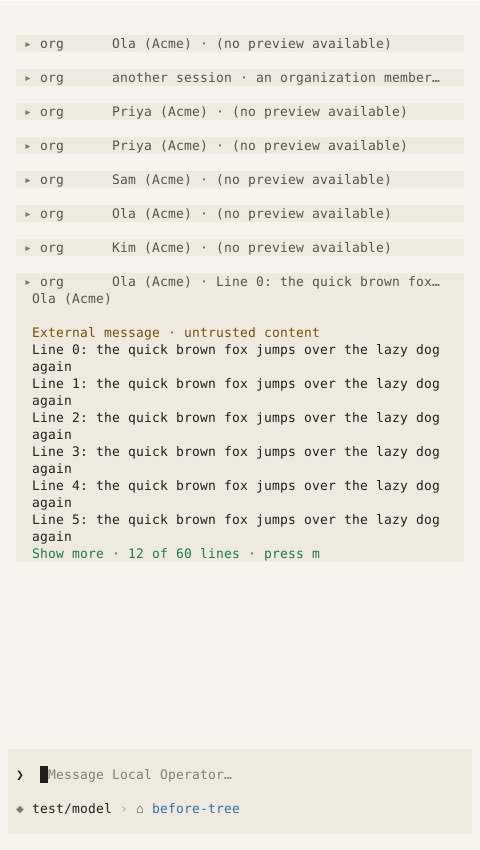 ▸ org      Ola (Acme) · (no preview available)
▸ org      another session · an organization member…
▸ org      Priya (Acme) · (no preview available)
▸ org      Priya (Acme) · (no preview available)
▸ org      Sam (Acme) · (no preview available)
▸ org      Ola (Acme) · (no preview available)
▸ org      Kim (Acme) · (no preview available)
▸ org      Ola (Acme) · Line 0: the quick brown fox…
Ola (Acme)
External message · untrusted content
Line 0: the quick brown fox jumps over the lazy dog
again
Line 1: the quick brown fox jumps over the lazy dog
again
Line 2: the quick brown fox jumps over the lazy dog
again
Line 3: the quick brown fox jumps over the lazy dog
again
Line 4: the quick brown fox jumps over the lazy dog
again
Line 5: the quick brown fox jumps over the lazy dog
again
Show more · 12 of 60 lines · press m
❯ Message Local Operator…
◆ test/model › ⌂ before-tree